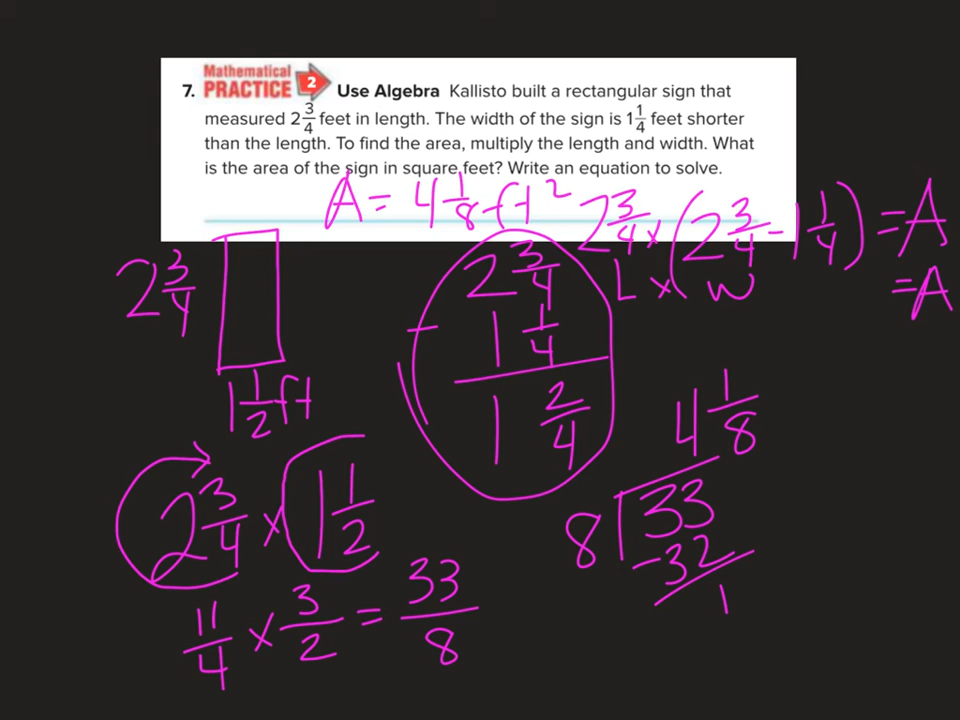 Mathematical
PRACTICE 2
7. Use Algebra Kallisto built a rectangular sign that
measured 2 3/4 feet in length. The width of the sign is 1 1/4 feet shorter
than the length. To find the area, multiply the length and width. What
is the area of the sign in square feet? Write an equation to solve.
A = 4 1/8 ft²
2 3/4 × (2 3/4 - 1 1/4) = A
L × W = A
2 3/4
1 1/2 ft
2 3/4
- 1 1/4
1 2/4
2 3/4 × 1 1/2
11/4 × 3/2 = 33/8
4 1/8
8 33
-32
1